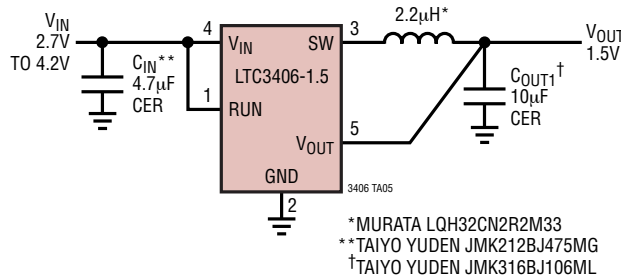 VIN
2.7V
TO 4.2V
CIN**
4.7µF
CER
4
VIN
1
RUN
LTC3406-1.5
SW
3
2.2µH*
VOUT
1.5V
COUT1†
10µF
CER
VOUT
5
GND
2
3406 TA05
*MURATA LQH32CN2R2M33
**TAIYO YUDEN JMK212BJ475MG
†TAIYO YUDEN JMK316BJ106ML